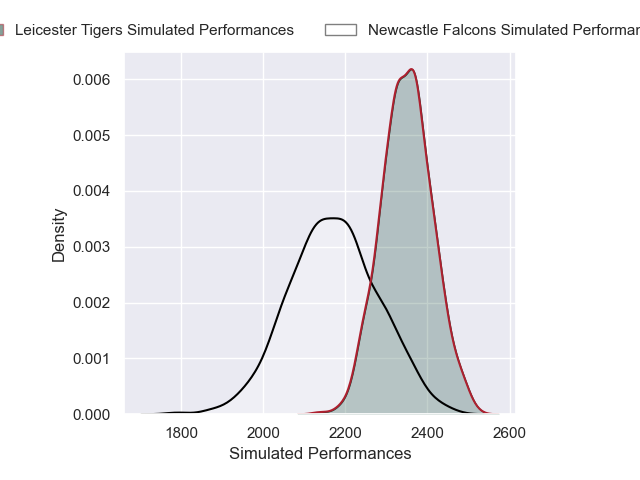 Leicester Tigers Simulated Performances
Newcastle Falcons Simulated Performan
0.006
0.005
0.004
0.003
0.002
0.001
0.000
Density
1800 2000 2200 2400 2600
Simulated Performances